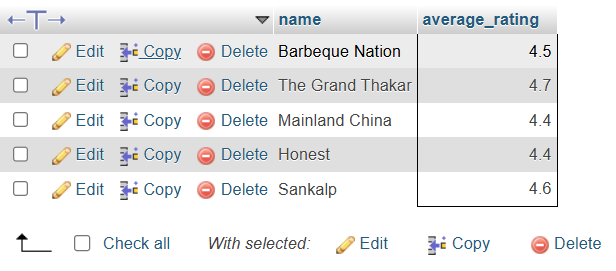 name average_rating
Edit Copy Delete Barbeque Nation 4.5
Edit Copy Delete The Grand Thakar 4.7
Edit Copy Delete Mainland China 4.4
Edit Copy Delete Honest 4.4
Edit Copy Delete Sankalp 4.6
Check all With selected: Edit Copy Delete